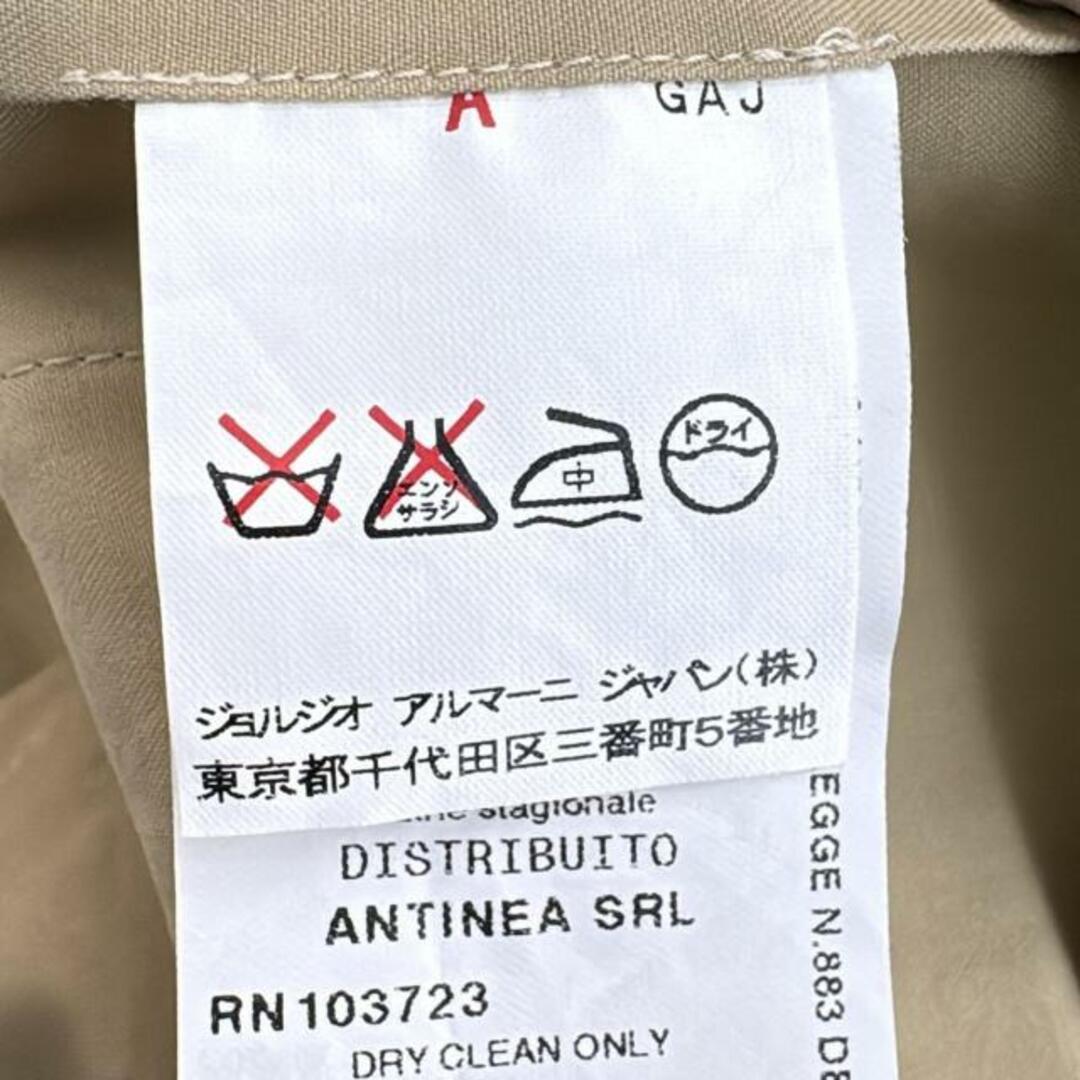 A GAJ
エンソ
サラシ
中
ドライ
ジョルジオ アルマーニ ジャパン(株)
東京都千代田区三番町5番地
stagionale
DISTRIBUITO
ANTINEA SRL
RN103723
DRY CLEAN ONLY
EGGE N.883 D